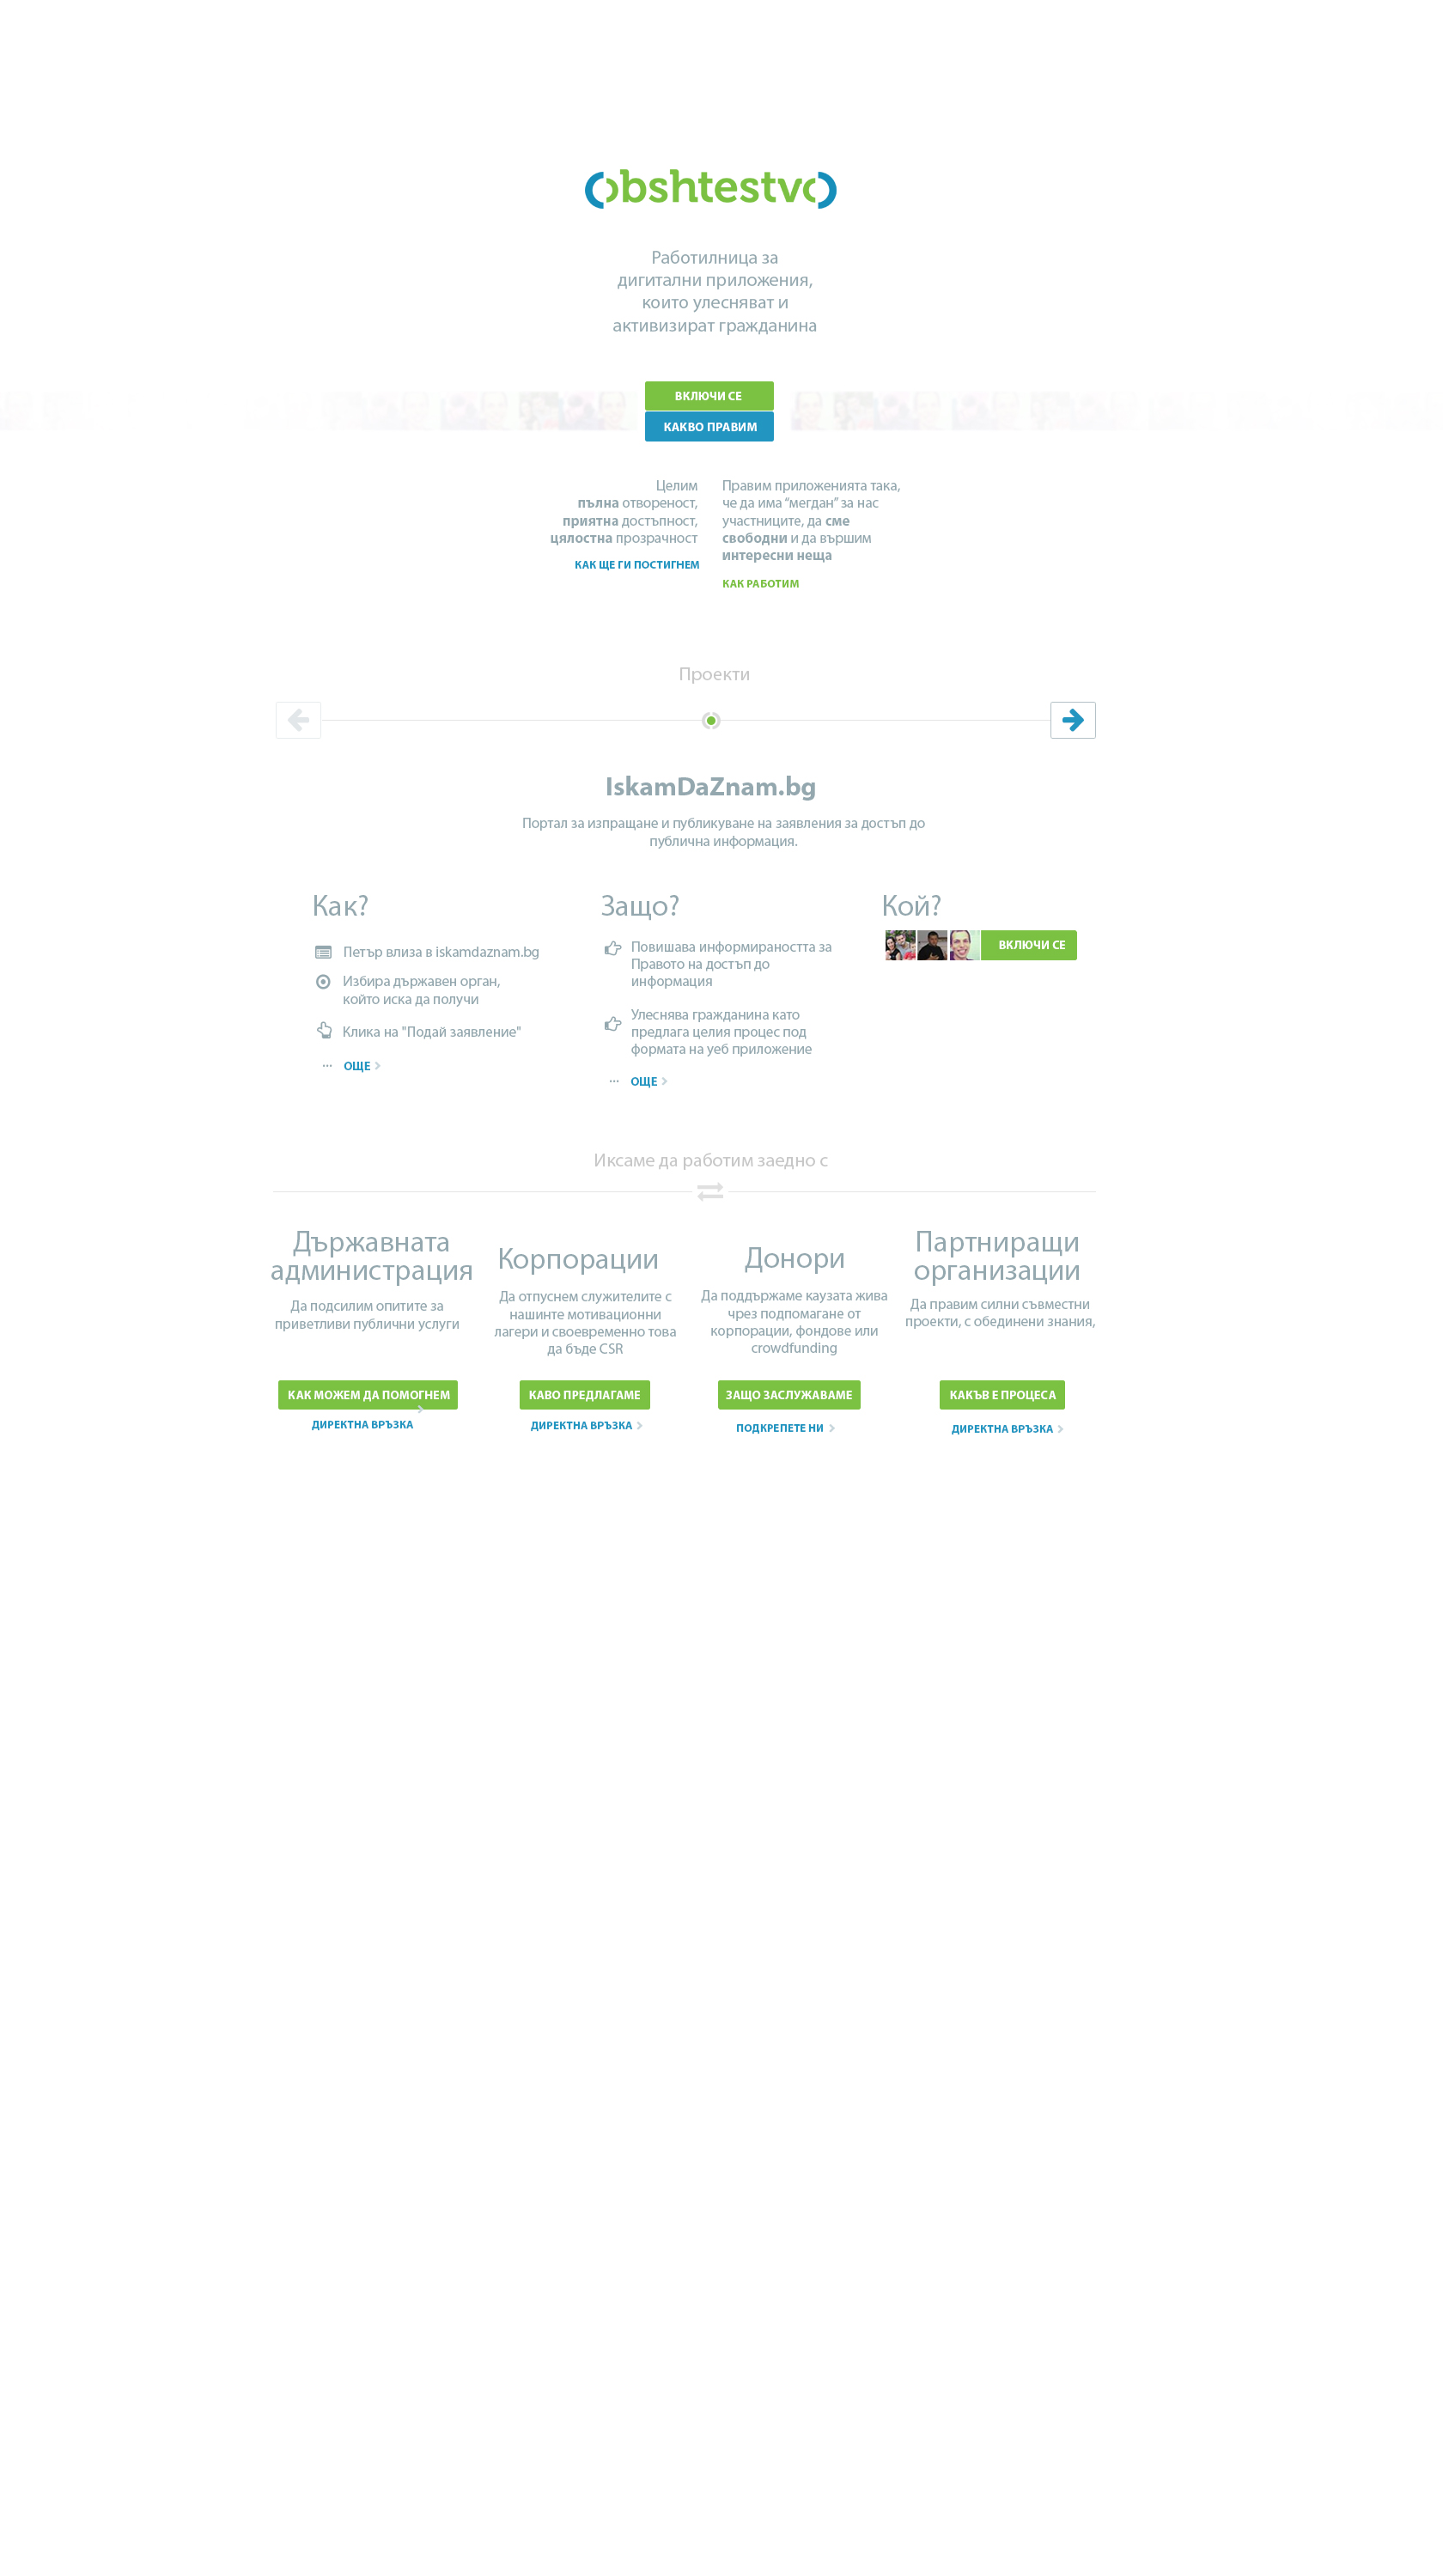 obshtestvo
Работилница за
дигитални приложения,
които улесняват и
активизират гражданина
ВКЛЮЧИ СЕ
КАКВО ПРАВИМ
Целим
пълна отвореност,
приятна достъпност,
цялостна прозрачност
КАК ЩЕ ГИ ПОСТИГНЕМ
Правим приложенията така,
че да има “мегдан” за нас
участниците, да сме
свободни и да вършим
интересни неща
КАК РАБОТИМ
Проекти
IskamDaZnam.bg
Портал за изпращане и публикуване на заявления за достъп до
публична информация.
Как?
Петър влиза в iskamdaznam.bg
Избира държавен орган,
който иска да получи
Клика на "Подай заявление"
... ОЩЕ
Защо?
Повишава информираността за
Правото на достъп до
информация
Улеснява гражданина като
предлага целия процес под
формата на уеб приложение
... ОЩЕ
Кой?
ВКЛЮЧИ СЕ
Иксаме да работим заедно с
Държавната
администрация
Да подсилим опитите за
приветливи публични услуги
КАК МОЖЕМ ДА ПОМОГНЕМ
ДИРЕКТНА ВРЪЗКА
Корпорации
Да отпуснем служителите с
нашинте мотивационни
лагери и своевременно това
да бъде CSR
КАВО ПРЕДЛАГАМЕ
ДИРЕКТНА ВРЪЗКА
Донори
Да поддържаме каузата жива
чрез подпомагане от
корпорации, фондове или
crowdfunding
ЗАЩО ЗАСЛУЖАВАМЕ
ПОДКРЕПЕТЕ НИ
Партниращи
организации
Да правим силни съвместни
проекти, с обединени знания,
КАКЪВ Е ПРОЦЕСА
ДИРЕКТНА ВРЪЗКА